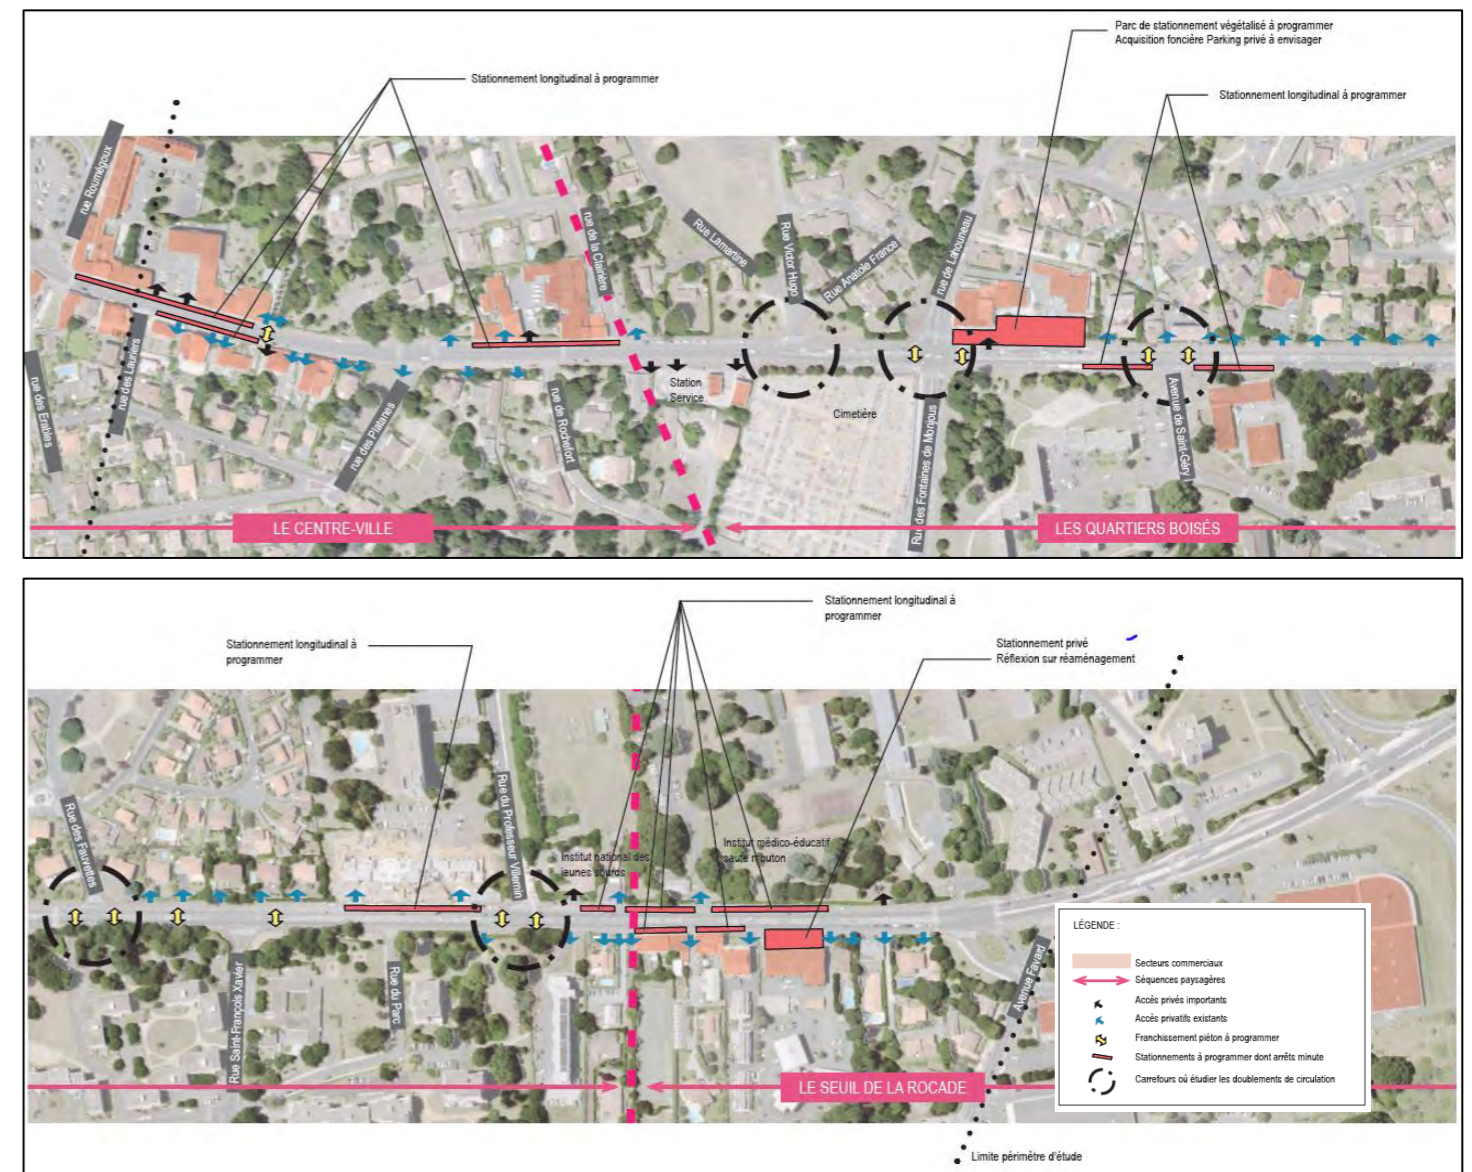 Parc de stationnement végétalisé à programmer
Acquisition foncière Parking privé à envisager
Stationnement longitudinal à programmer
Stationnement longitudinal à programmer
rue Roumégoux
rue de la Clairière
Rue Lamartine
Rue Victor Hugo
Rue Anatole France
rue de Labouneau
rue des Erables
rue des Lauriers
rue des Platanes
rue de Rochefort
Station
Service
Cimetière
Rue des Fontaines de Monjous
Avenue de Saint-Géry
LE CENTRE-VILLE
LES QUARTIERS BOISÉS
Stationnement longitudinal à
programmer
Stationnement longitudinal à
programmer
Stationnement privé
Réflexion sur réaménagement
Rue des Fauvettes
Rue du Professeur Villemin
Institut national des
jeunes sourds
Institut médico-éducatif
saute mouton
Rue Saint-François Xavier
Rue du Parc
Avenue Favard
LE SEUIL DE LA ROCADE
LÉGENDE :
Secteurs commerciaux
Séquences paysagères
Accès privés importants
Accès privatifs existants
Franchissement piéton à programmer
Stationnements à programmer dont arrêts minute
Carrefours où étudier les doublements de circulation
Limite périmètre d'étude